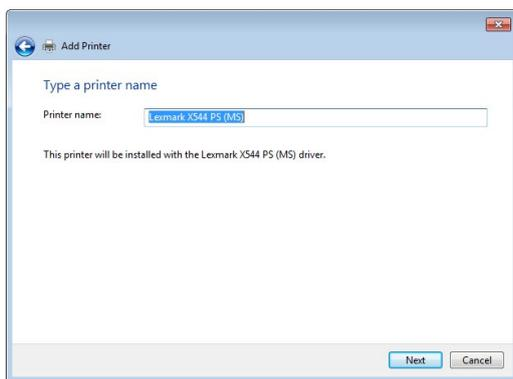 Add Printer
Type a printer name
Printer name: Lexmark X544 PS (MS)
This printer will be installed with the Lexmark X544 PS (MS) driver.
Next Cancel